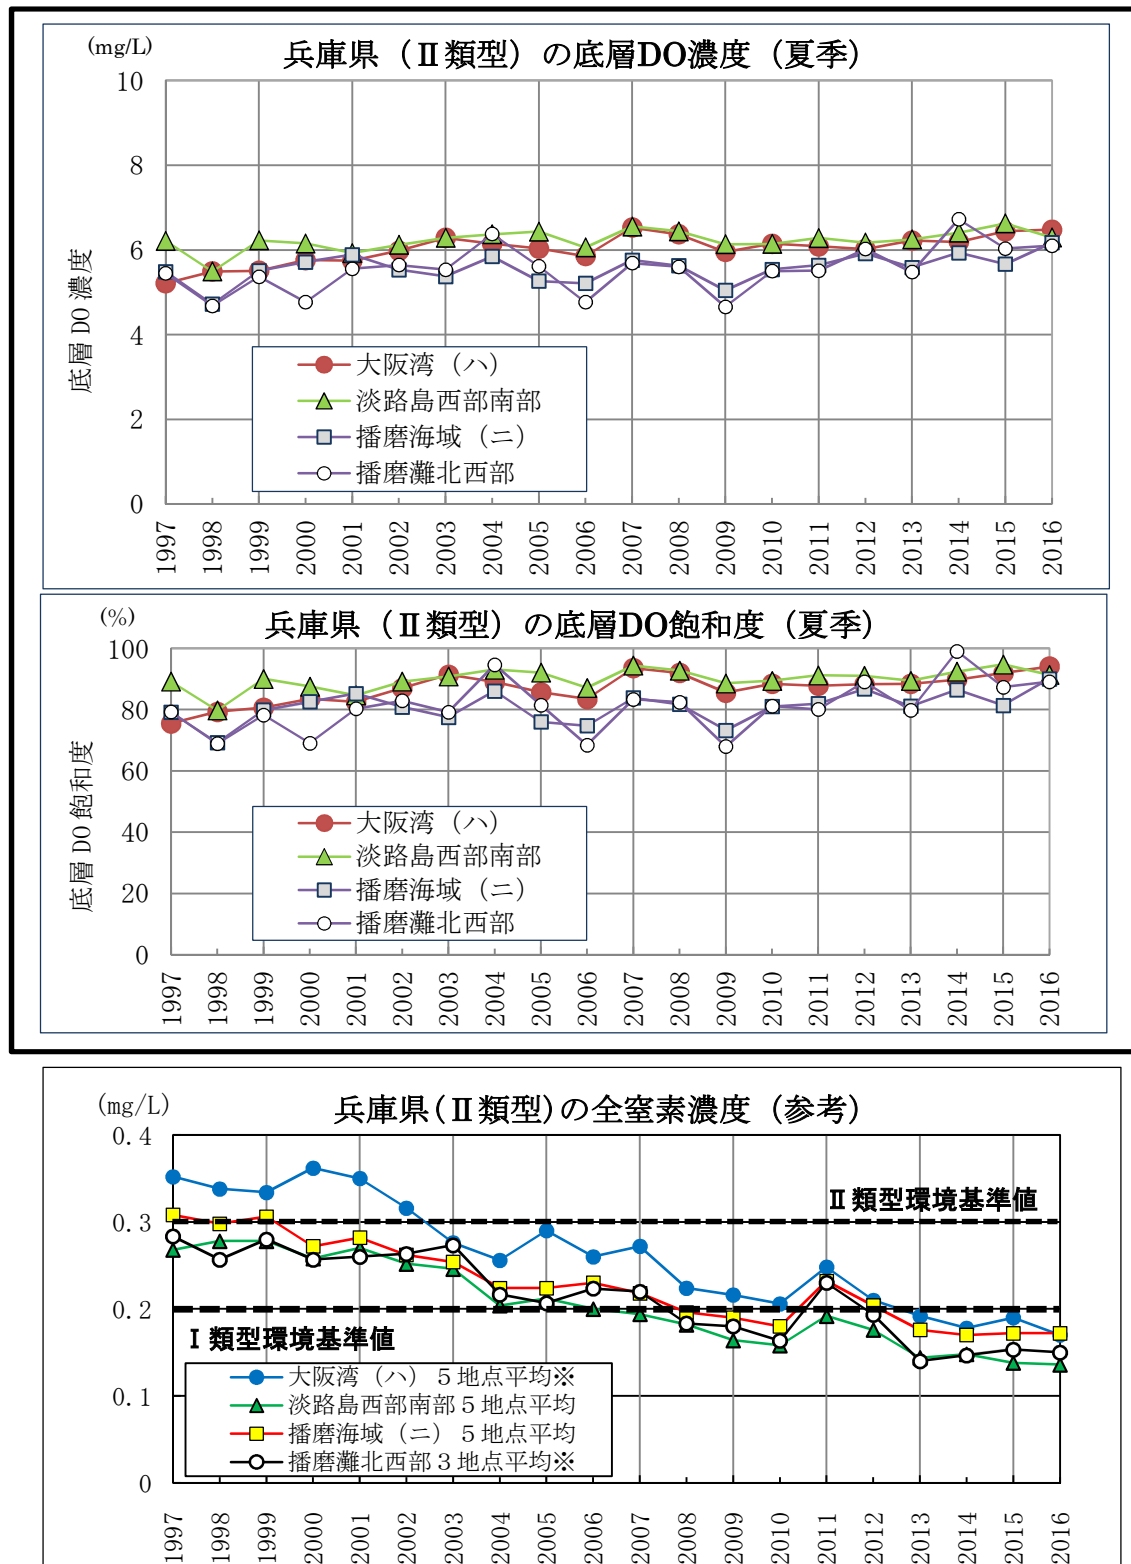 (mg/L)
兵庫県（Ⅱ類型）の底層DO濃度（夏季）
10
8
6
4
2
0
底層 DO 濃度
大阪湾（ハ）
淡路島西部南部
播磨海域（ニ）
播磨灘北西部
1997 1998 1999 2000 2001 2002 2003 2004 2005 2006 2007 2008 2009 2010 2011 2012 2013 2014 2015 2016
(%)
兵庫県（Ⅱ類型）の底層DO飽和度（夏季）
100
80
60
40
20
0
底層 DO 飽和度
大阪湾（ハ）
淡路島西部南部
播磨海域（ニ）
播磨灘北西部
1997 1998 1999 2000 2001 2002 2003 2004 2005 2006 2007 2008 2009 2010 2011 2012 2013 2014 2015 2016
(mg/L)
兵庫県(Ⅱ類型)の全窒素濃度（参考）
0.4
0.3
0.2
0.1
0
Ⅱ類型環境基準値
Ⅰ類型環境基準値
大阪湾（ハ）５地点平均※
淡路島西部南部５地点平均
播磨海域（ニ）５地点平均
播磨灘北西部３地点平均※
1997 1998 1999 2000 2001 2002 2003 2004 2005 2006 2007 2008 2009 2010 2011 2012 2013 2014 2015 2016